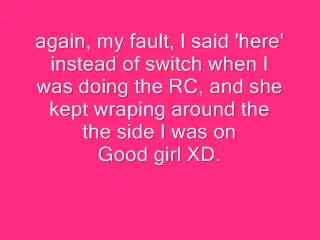 again, my fault, I said 'here'
instead of switch when I
was doing the RC, and she
kept wraping around the
the side I was on
Good girl XD.